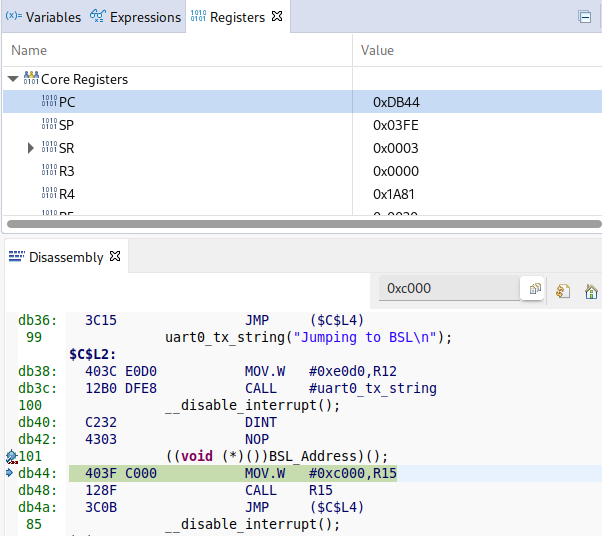 Variables Expressions Registers
Name Value
Core Registers
PC 0xDB44
SP 0x03FE
SR 0x0003
R3 0x0000
R4 0x1A81
Disassembly
0xc000
db36: 3C15 JMP ($C$L4)
99 uart0_tx_string("Jumping to BSL\n");
$C$L2:
db38: 403C E0D0 MOV.W #0xe0d0,R12
db3c: 12B0 DFE8 CALL #uart0_tx_string
100 __disable_interrupt();
db40: C232 DINT
db42: 4303 NOP
101 ((void (*)())BSL_Address)();
db44: 403F C000 MOV.W #0xc000,R15
db48: 128F CALL R15
db4a: 3C0B JMP ($C$L4)
85 __disable_interrupt();